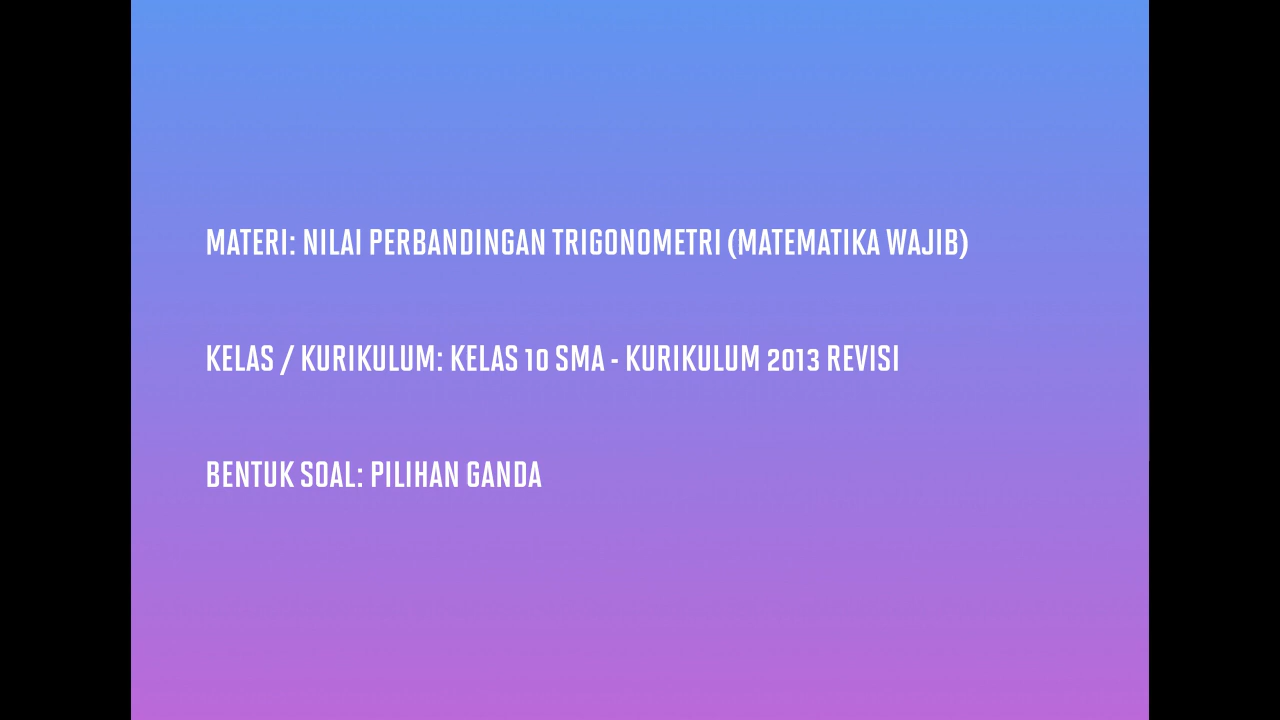 MATERI: NILAI PERBANDINGAN TRIGONOMETRI (MATEMATIKA WAJIB)
KELAS / KURIKULUM: KELAS 10 SMA - KURIKULUM 2013 REVISI
BENTUK SOAL: PILIHAN GANDA